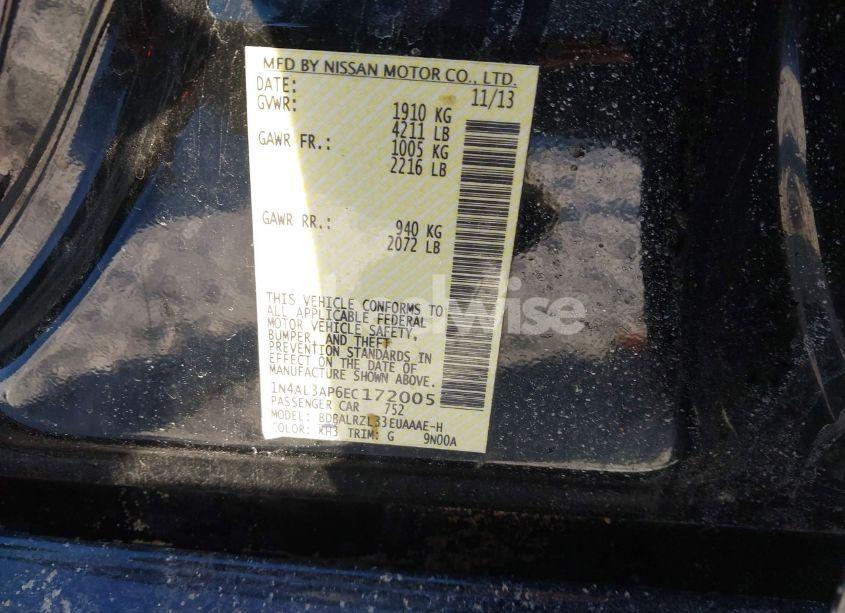 MFD BY NISSAN MOTOR CO., LTD.
DATE: 11/13
GVWR: 1910 KG
4211 LB
GAWR FR.: 1005 KG
2216 LB
GAWR RR.: 940 KG
2072 LB
THIS VEHICLE CONFORMS TO
ALL APPLICABLE FEDERAL
MOTOR VEHICLE SAFETY,
BUMPER, AND THEFT
PREVENTION STANDARDS IN
EFFECT ON THE DATE OF
MANUFACTURE SHOWN ABOVE.
1N4AL3AP6EC172005
PASSENGER CAR 752
MODEL: BDBALRZL33EUAAAE-H
COLOR: KH3 TRIM: G 9N00A